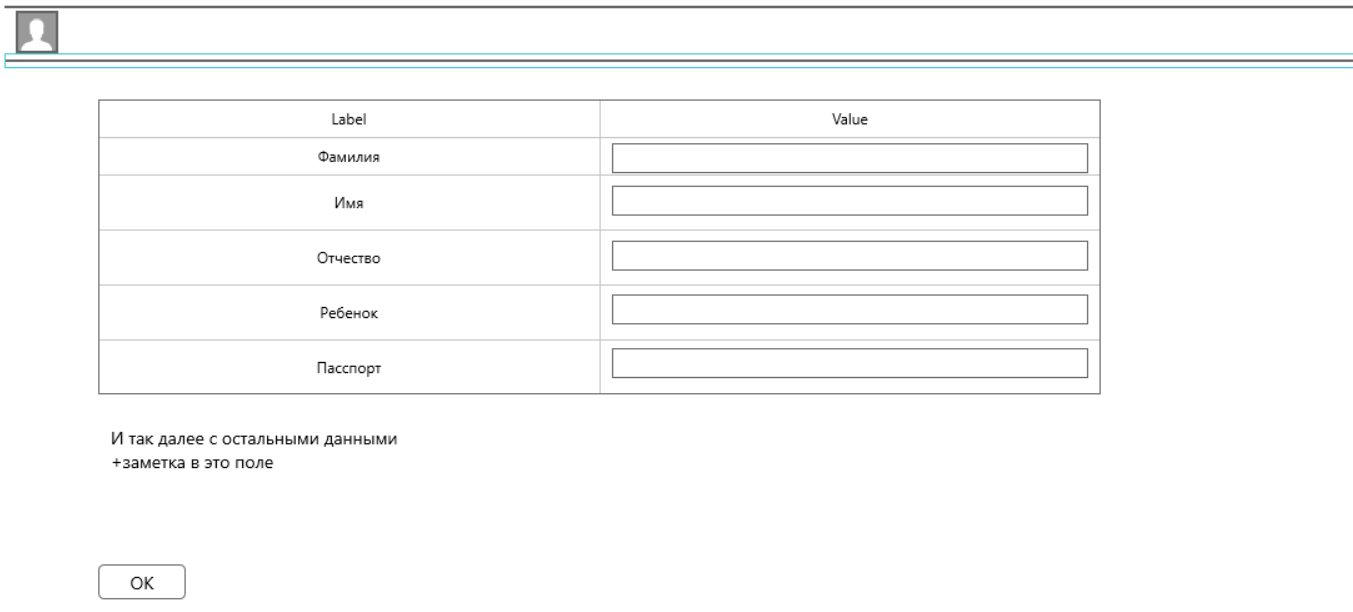 Label Value
Фамилия
Имя
Отчество
Ребенок
Пасспорт
И так далее с остальными данными
+заметка в это поле
OK